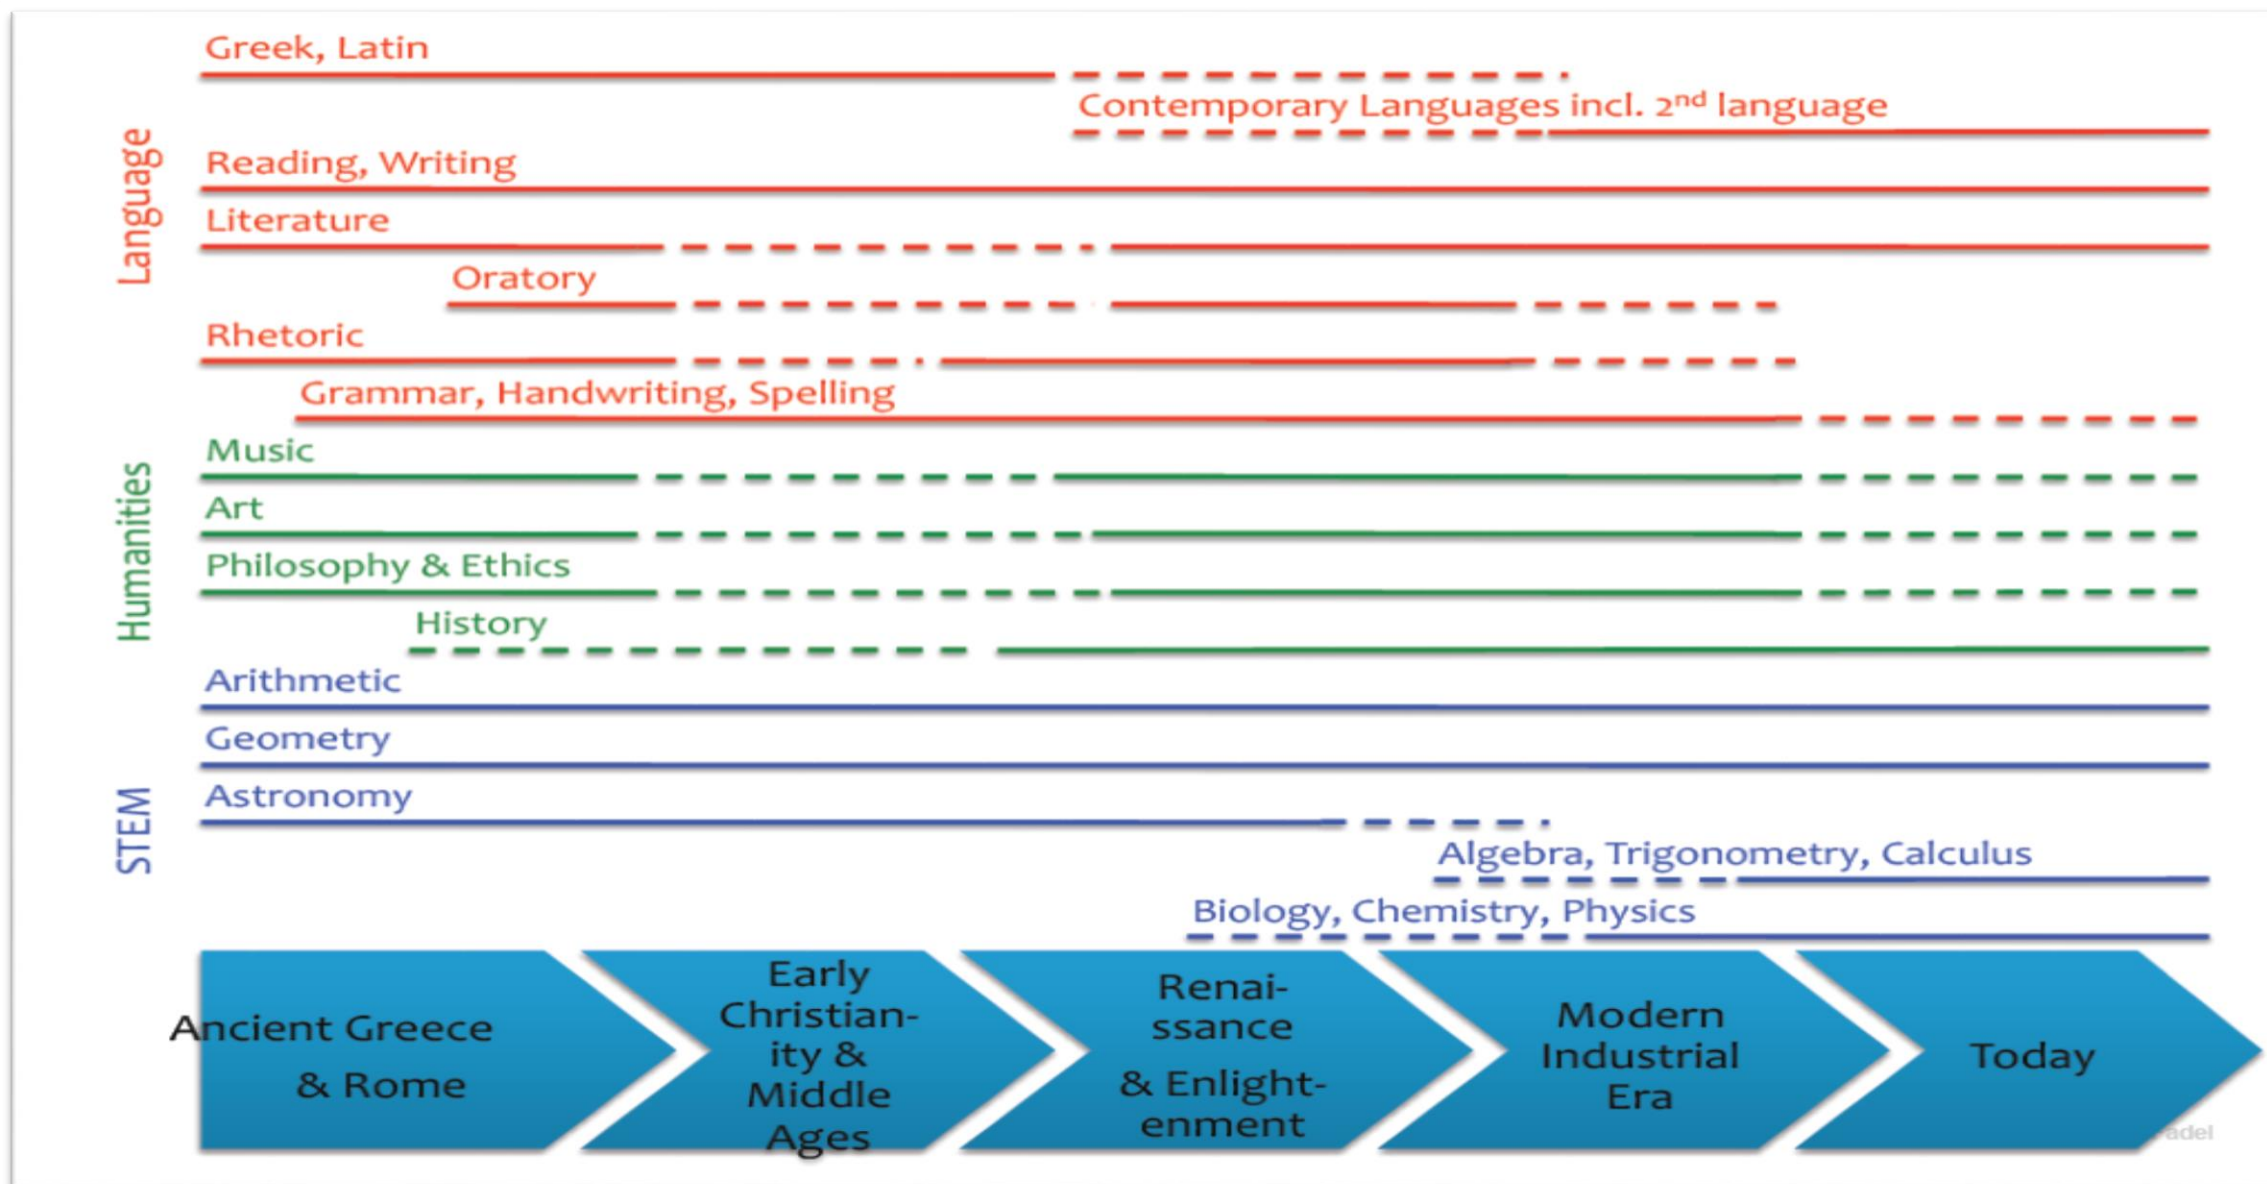 Greek, Latin
Contemporary Languages incl. 2nd language
Language
Reading, Writing
Literature
Oratory
Rhetoric
Grammar, Handwriting, Spelling
Humanities
Music
Art
Philosophy & Ethics
History
STEM
Arithmetic
Geometry
Astronomy
Algebra, Trigonometry, Calculus
Biology, Chemistry, Physics
Ancient Greece
& Rome
Early
Christian-
ity &
Middle
Ages
Renai-
ssance
& Enlight-
enment
Modern
Industrial
Era
Today